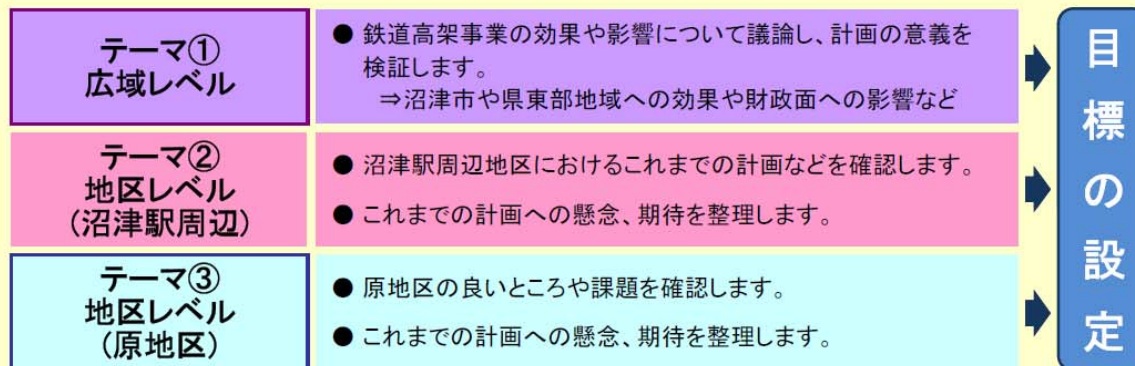 テーマ①
広域レベル
● 鉄道高架事業の効果や影響について議論し、計画の意義を
検証します。
⇒沼津市や県東部地域への効果や財政面への影響など
テーマ②
地区レベル
(沼津駅周辺)
● 沼津駅周辺地区におけるこれまでの計画などを確認します。
● これまでの計画への懸念、期待を整理します。
テーマ③
地区レベル
(原地区)
● 原地区の良いところや課題を確認します。
● これまでの計画への懸念、期待を整理します。
目標の設定